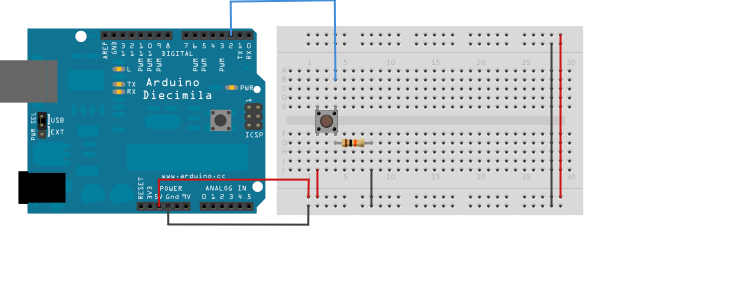 AREF
GND
13
12
11
10
9
8
7 6 5 4 3 2 1 0
PWM PWM PWM PWM PWM PWM
TX
RX
DIGITAL
L
TX
RX
Arduino
Diecimila
PWR
1
ICSP
PWR SEL
USB
EXT
www.arduino.cc
RESET
3V3
5V Gnd 9V
POWER
ANALOG IN
0 1 2 3 4 5
1 5 10 15 20 25 30
A
B
C
D
E
F
G
H
I
J
1 5 10 15 20 25 30